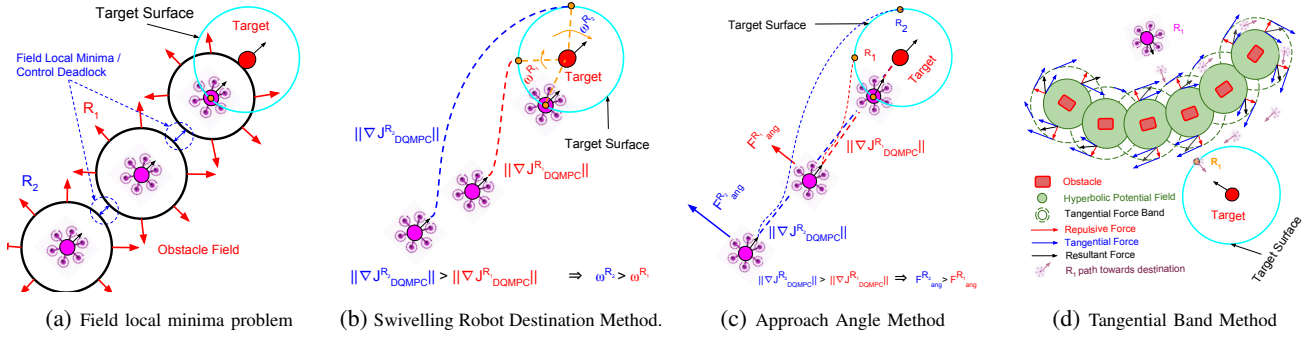 Target Surface
Target
Field Local Minima /
Control Deadlock
R1
R2
Obstacle Field
(a) Field local minima problem
ω^R2
ω^R1
Target
Target Surface
||∇J^R2_DQMPC||
||∇J^R1_DQMPC||
||∇J^R2_DQMPC|| > ||∇J^R1_DQMPC|| ⇒ ω^R2 > ω^R1
(b) Swivelling Robot Destination Method.
Target Surface
R2
R1
Target
||∇J^R1_DQMPC||
F^R1_ang
F^R2_ang
||∇J^R2_DQMPC||
||∇J^R2_DQMPC|| > ||∇J^R1_DQMPC|| ⇒ F^R2_ang > F^R1_ang
(c) Approach Angle Method
R1
R1
Target
Target Surface
Obstacle
Hyperbolic Potential Field
Tangential Force Band
Repulsive Force
Tangential Force
Resultant Force
R1 path towards destination
(d) Tangential Band Method